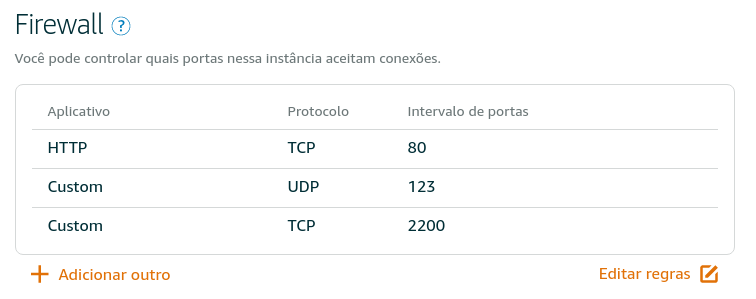 Firewall ?
Você pode controlar quais portas nessa instância aceitam conexões.
Aplicativo Protocolo Intervalo de portas
HTTP TCP 80
Custom UDP 123
Custom TCP 2200
+ Adicionar outro Editar regras